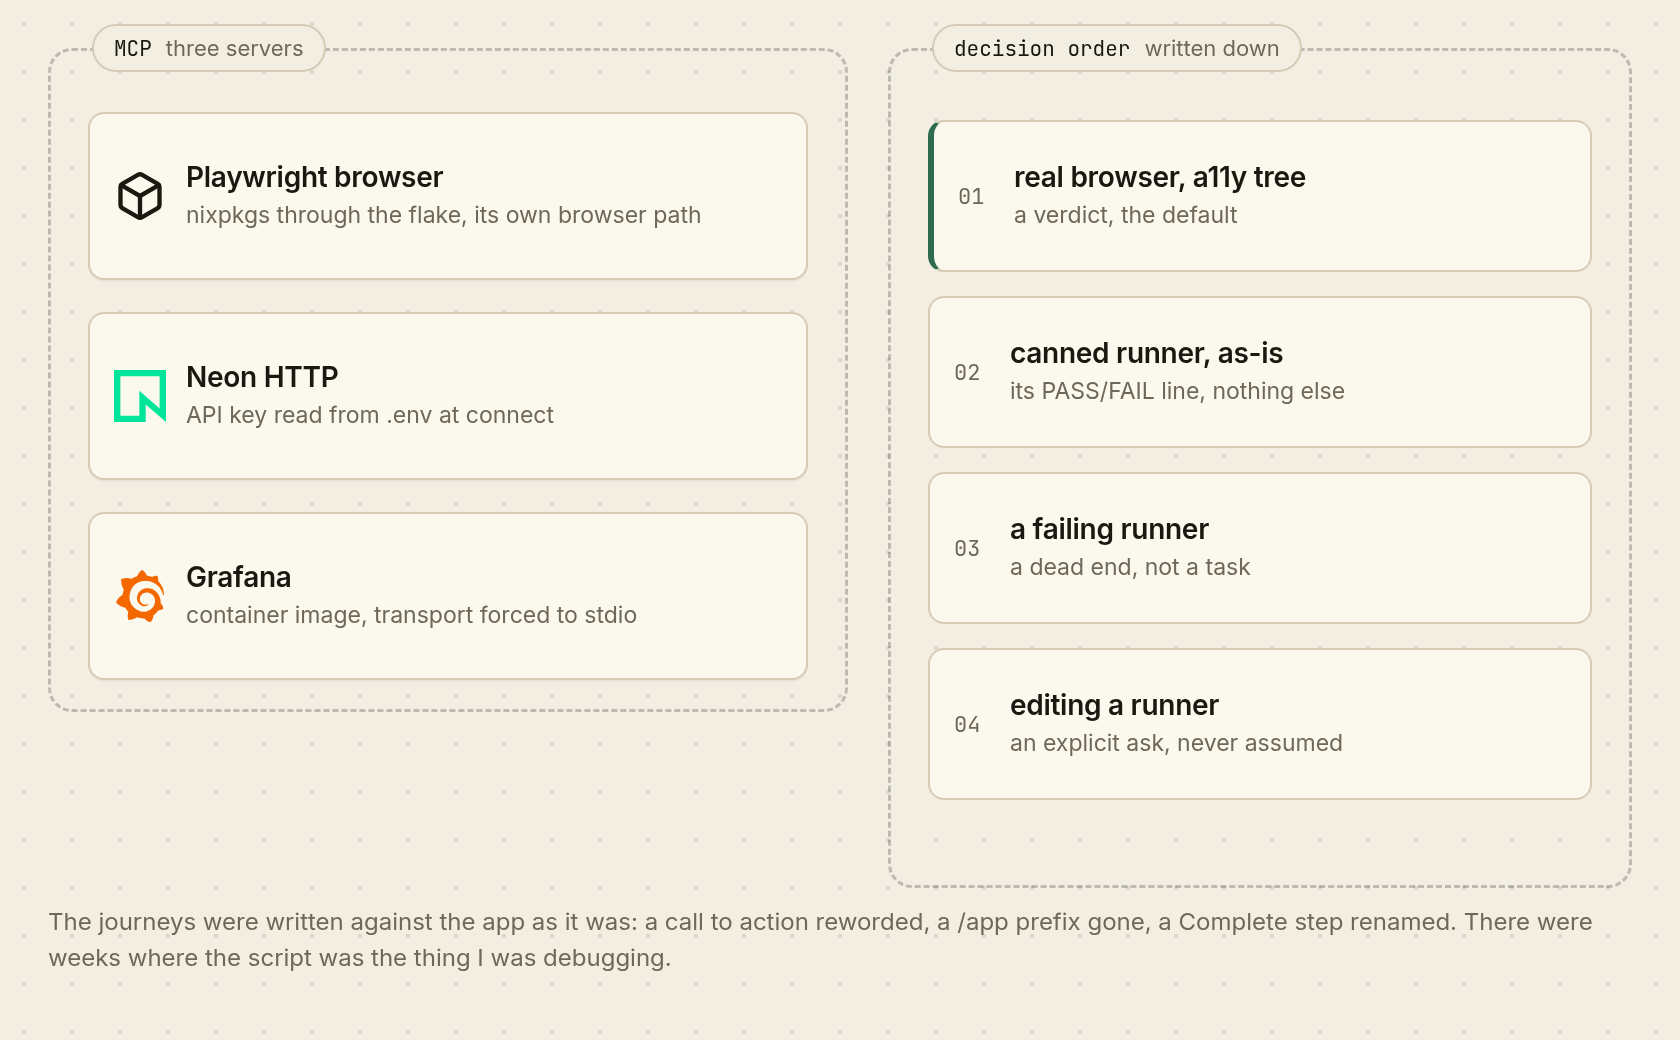 MCP three servers
Playwright browser
nixpkgs through the flake, its own browser path
Neon HTTP
API key read from .env at connect
Grafana
container image, transport forced to stdio
decision order written down
01
real browser, a11y tree
a verdict, the default
02
canned runner, as-is
its PASS/FAIL line, nothing else
03
a failing runner
a dead end, not a task
04
editing a runner
an explicit ask, never assumed
The journeys were written against the app as it was: a call to action reworded, a /app prefix gone, a Complete step renamed. There were
weeks where the script was the thing I was debugging.